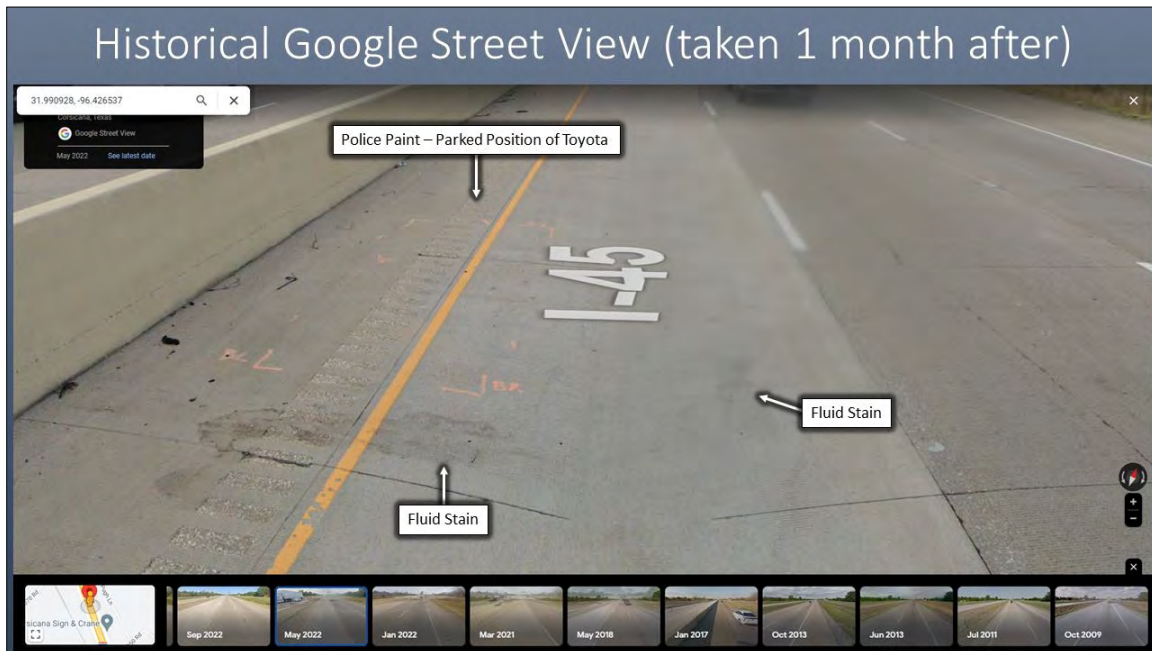 Historical Google Street View (taken 1 month after)
31.990928, -96.426537
Corsicana, Texas
Google Street View
May 2022 See latest date
Police Paint – Parked Position of Toyota
I-45
BR
Fluid Stain
Fluid Stain
sicana Sign & Crane
Sep 2022
May 2022
Jan 2022
Mar 2021
May 2018
Jan 2017
Oct 2013
Jun 2013
Jul 2011
Oct 2009